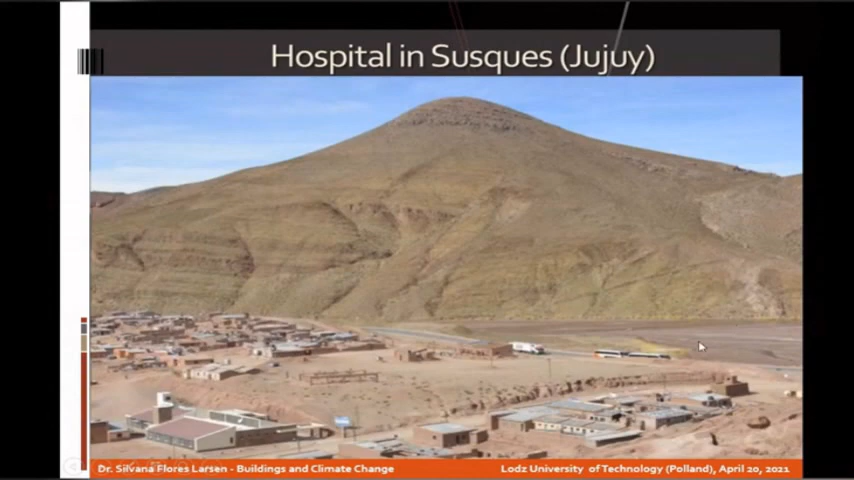 Hospital in Susques (Jujuy)
Dr. Silvana Flores Larsen - Buildings and Climate Change
Lodz University of Technology (Polland), April 20, 2021